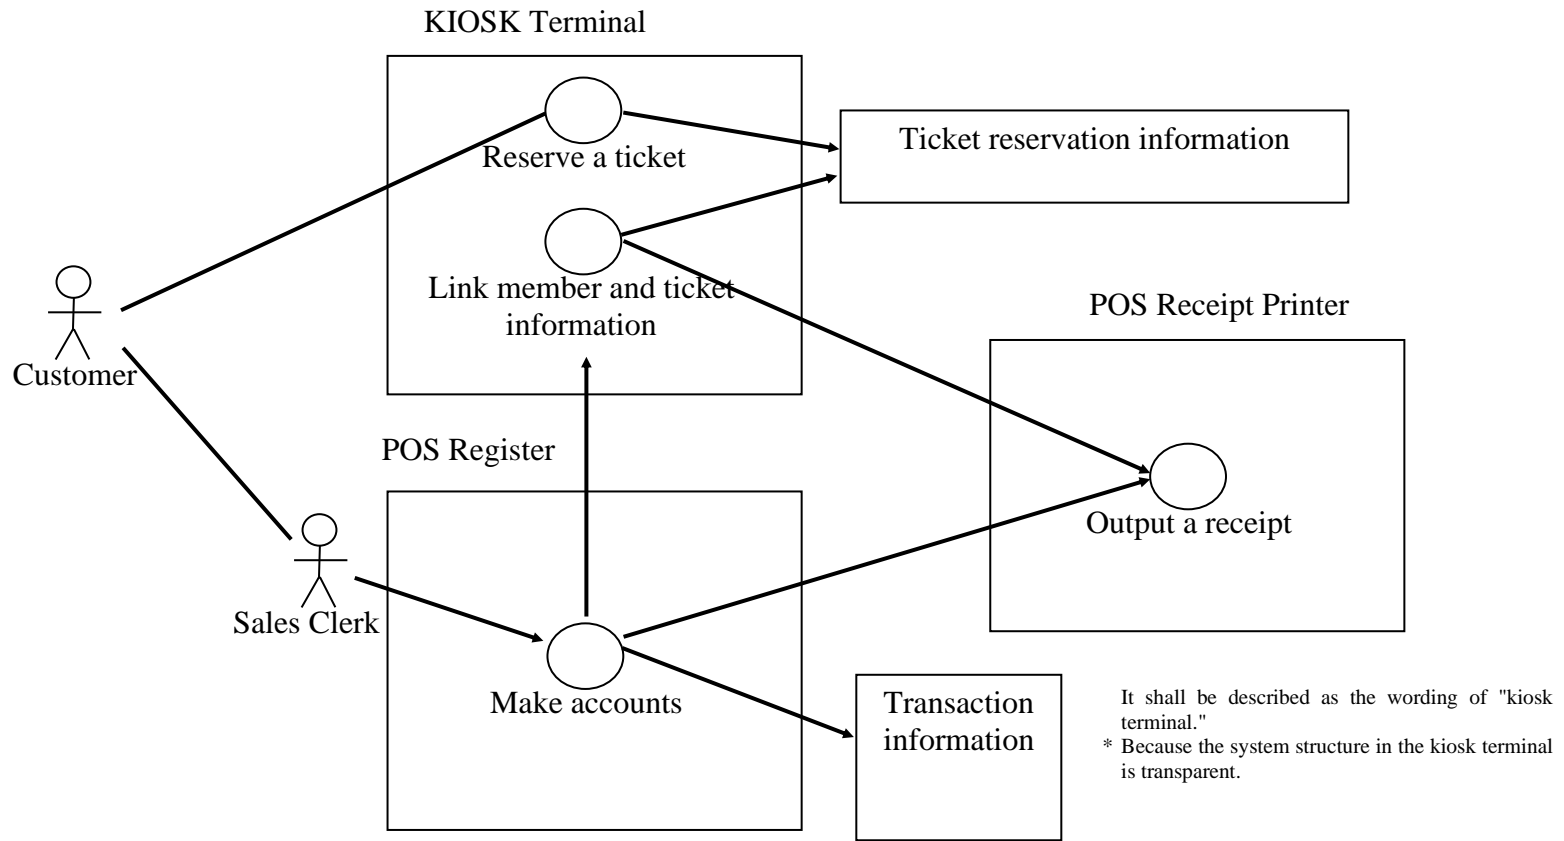 KIOSK Terminal
Reserve a ticket
Ticket reservation information
Link member and ticket
information
Customer
POS Receipt Printer
Output a receipt
POS Register
Sales Clerk
Make accounts
Transaction
information
It shall be described as the wording of "kiosk
terminal."
* Because the system structure in the kiosk terminal
is transparent.